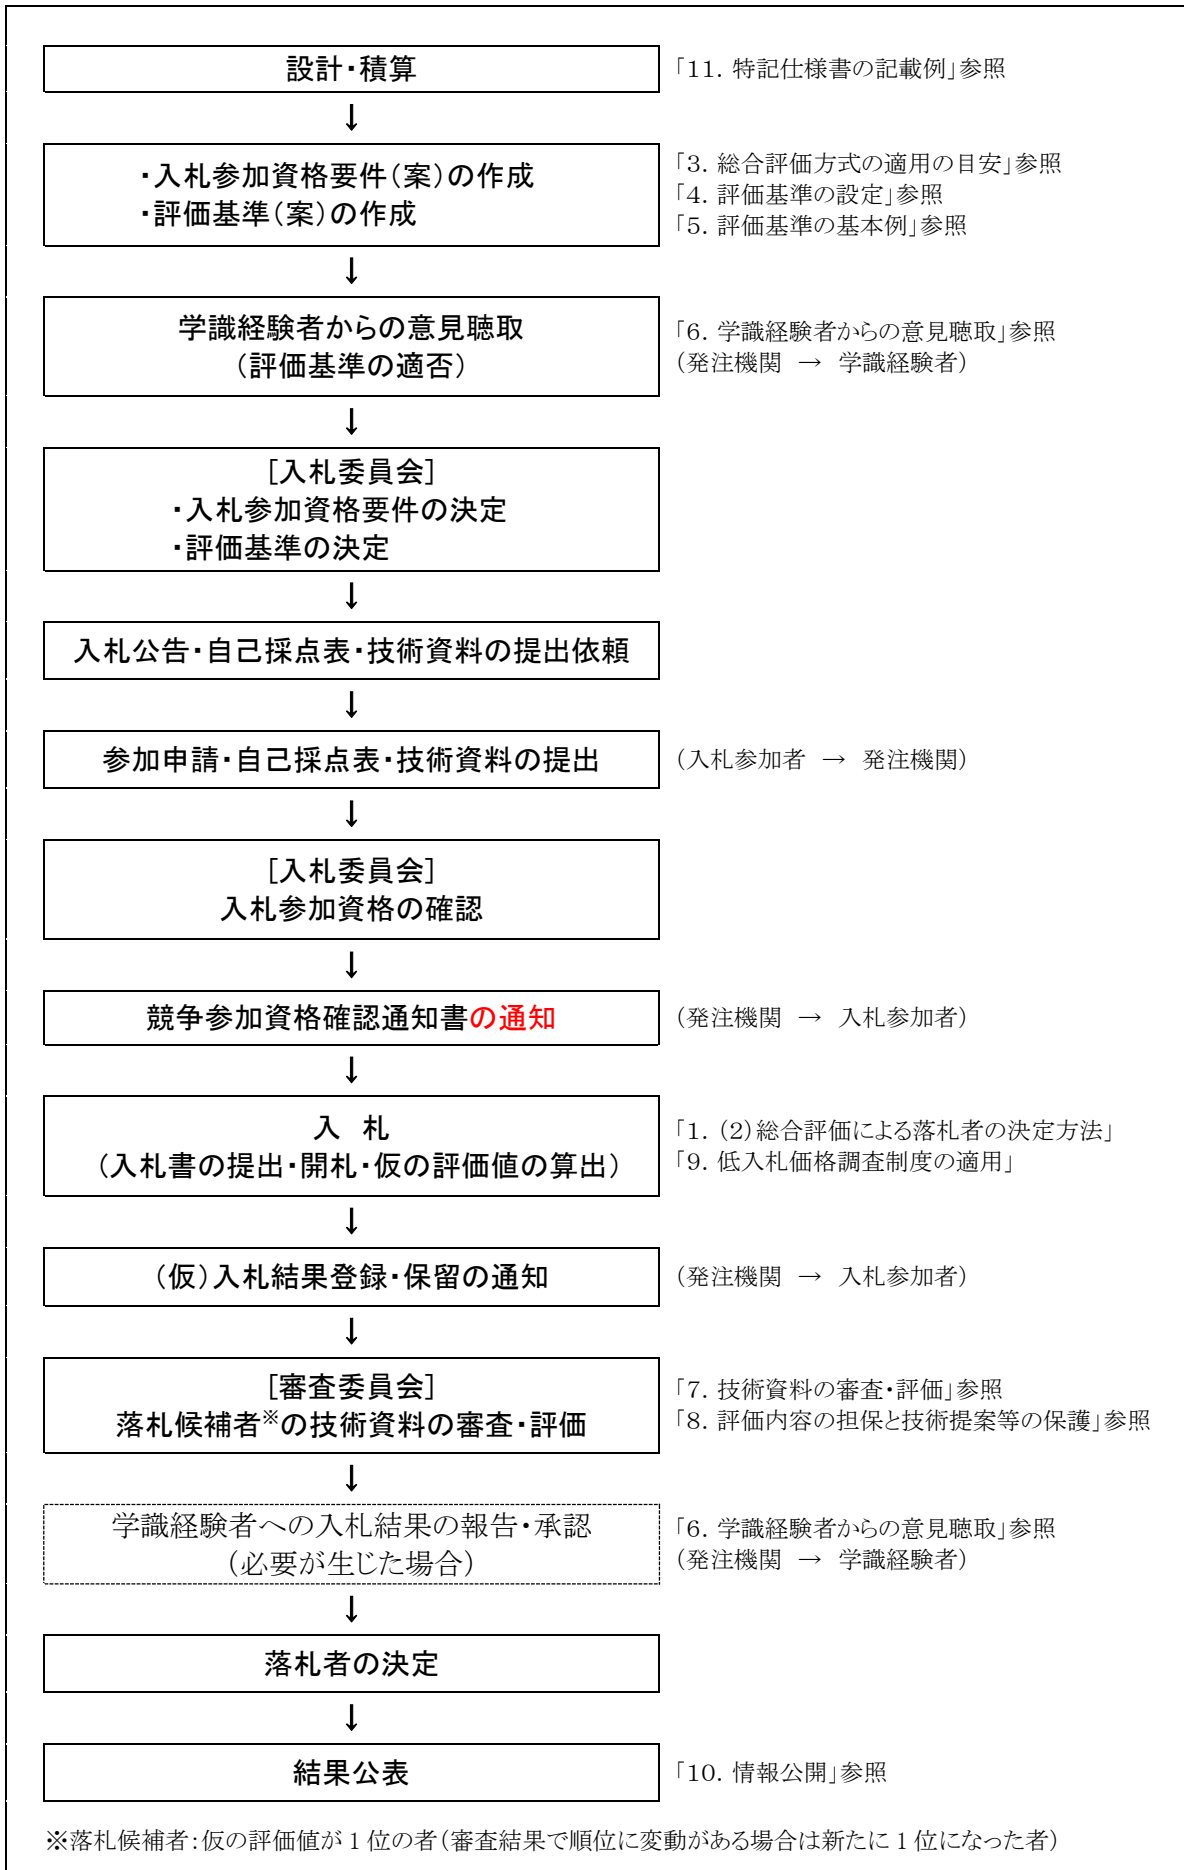 設計・積算
「11. 特記仕様書の記載例」参照
↓
・入札参加資格要件(案)の作成
・評価基準(案)の作成
「3. 総合評価方式の適用の目安」参照
「4. 評価基準の設定」参照
「5. 評価基準の基本例」参照
↓
学識経験者からの意見聴取
(評価基準の適否)
「6. 学識経験者からの意見聴取」参照
(発注機関 → 学識経験者)
↓
[入札委員会]
・入札参加資格要件の決定
・評価基準の決定
↓
入札公告・自己採点表・技術資料の提出依頼
↓
参加申請・自己採点表・技術資料の提出
(入札参加者 → 発注機関)
↓
[入札委員会]
入札参加資格の確認
↓
競争参加資格確認通知書の通知
(発注機関 → 入札参加者)
↓
入 札
(入札書の提出・開札・仮の評価値の算出)
「1. (2)総合評価による落札者の決定方法」
「9. 低入札価格調査制度の適用」
↓
(仮)入札結果登録・保留の通知
(発注機関 → 入札参加者)
↓
[審査委員会]
落札候補者※の技術資料の審査・評価
「7. 技術資料の審査・評価」参照
「8. 評価内容の担保と技術提案等の保護」参照
↓
学識経験者への入札結果の報告・承認
(必要が生じた場合)
「6. 学識経験者からの意見聴取」参照
(発注機関 → 学識経験者)
↓
落札者の決定
↓
結果公表
「10. 情報公開」参照
※落札候補者:仮の評価値が 1 位の者(審査結果で順位に変動がある場合は新たに 1 位になった者)